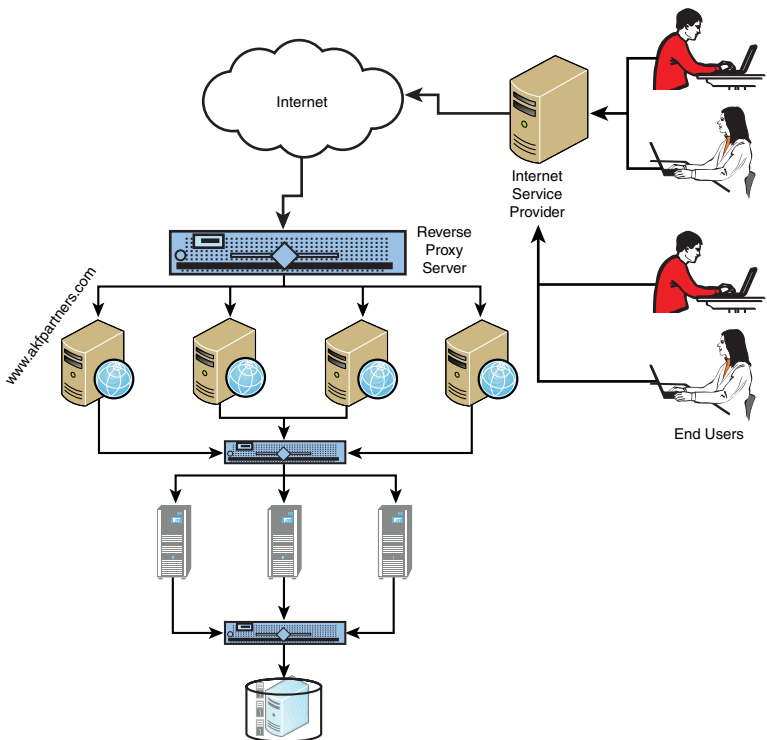 Internet
Internet
Service
Provider
Reverse
Proxy
Server
www.akfpartners.com
End Users